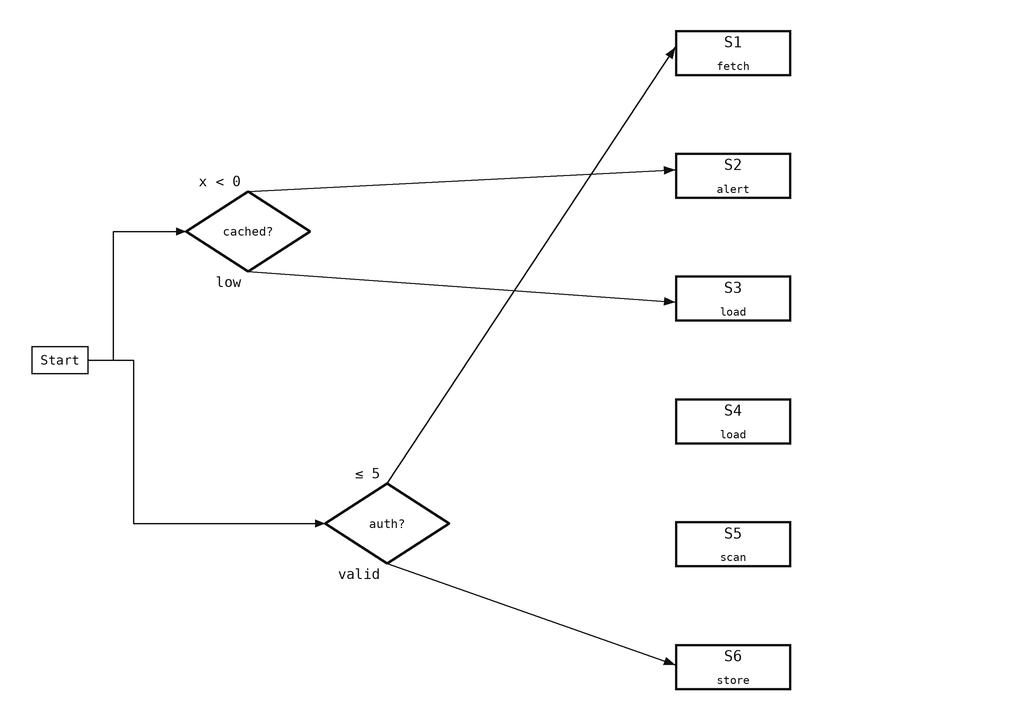 S1
fetch
S2
alert
x < 0
cached?
low
S3
load
Start
S4
load
≤ 5
auth?
valid
S5
scan
S6
store